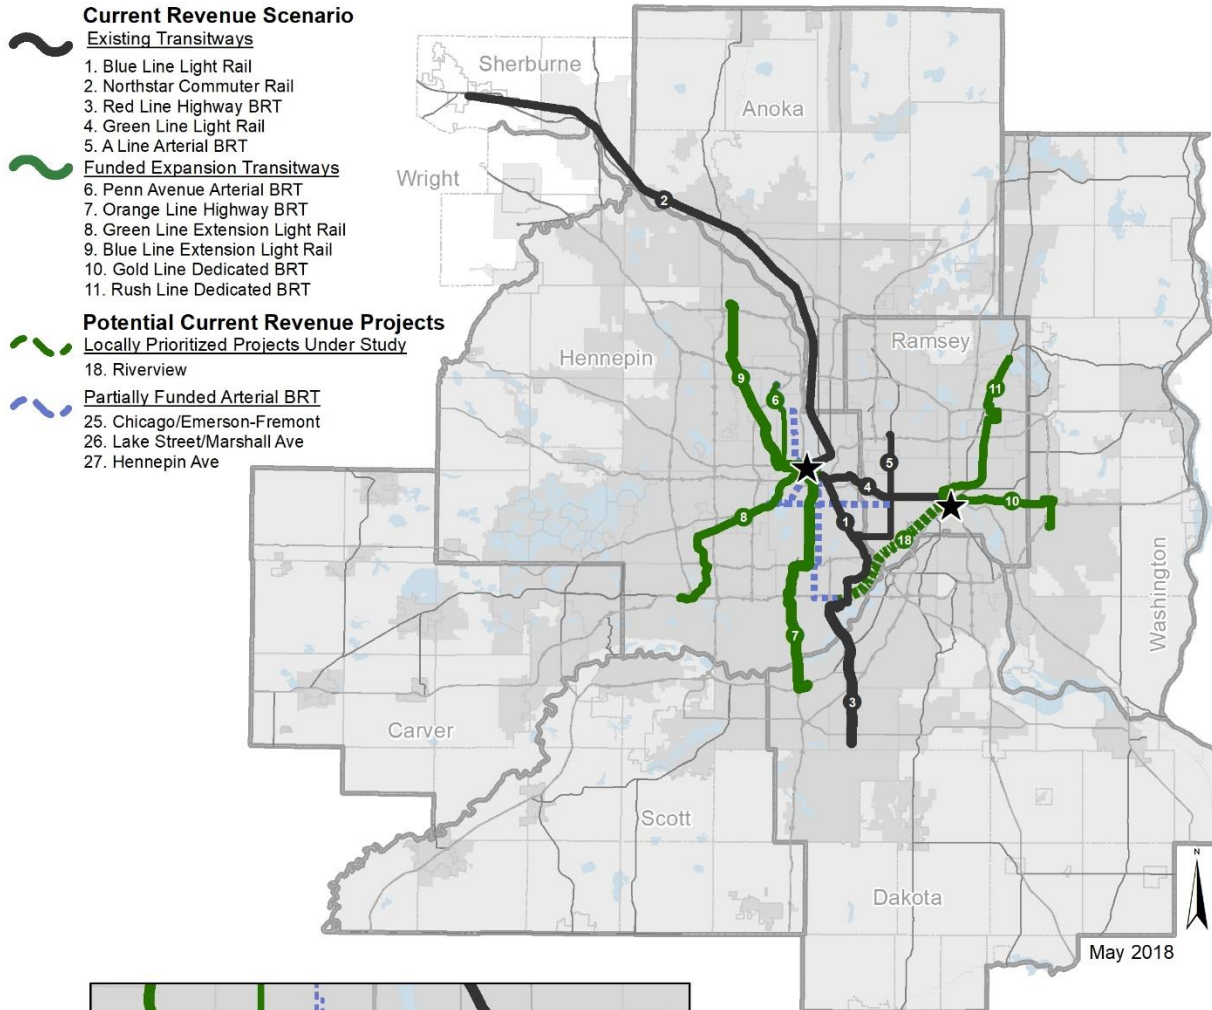 Current Revenue Scenario
Existing Transitways
1. Blue Line Light Rail
2. Northstar Commuter Rail
3. Red Line Highway BRT
4. Green Line Light Rail
5. A Line Arterial BRT
Funded Expansion Transitways
6. Penn Avenue Arterial BRT
7. Orange Line Highway BRT
8. Green Line Extension Light Rail
9. Blue Line Extension Light Rail
10. Gold Line Dedicated BRT
11. Rush Line Dedicated BRT
Potential Current Revenue Projects
Locally Prioritized Projects Under Study
18. Riverview
Partially Funded Arterial BRT
25. Chicago/Emerson-Fremont
26. Lake Street/Marshall Ave
27. Hennepin Ave
Sherburne
Anoka
Wright
2
Ramsey
Hennepin
9
11
6
5
4
10
8
1
18
Washington
7
3
Carver
Scott
Dakota
N
May 2018